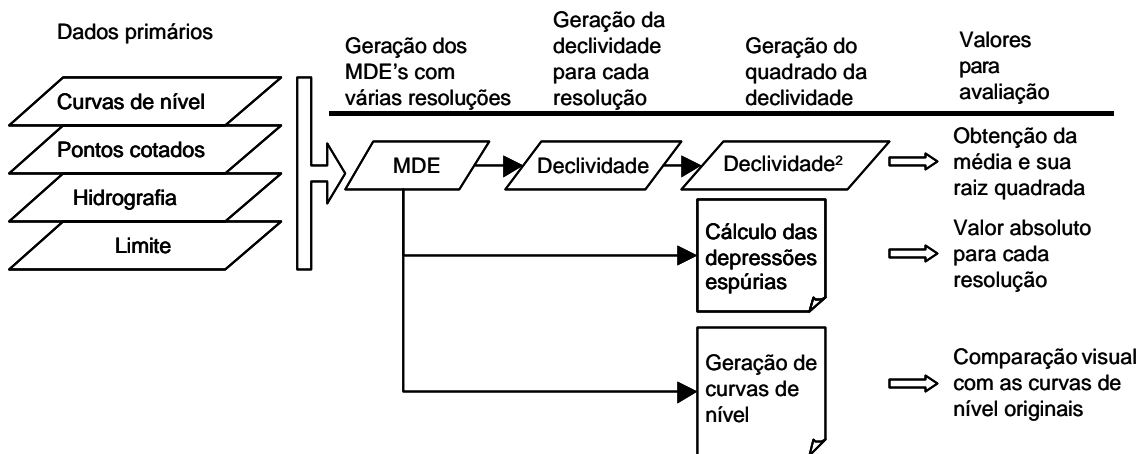 Dados primários
Curvas de nível
Pontos cotados
Hidrografia
Limite
Geração dos
MDE's com
várias resoluções
Geração da
declividade
para cada
resolução
Geração do
quadrado da
declividade
Valores
para
avaliação
MDE
Declividade
Declividade²
Obtenção da
média e sua
raiz quadrada
Cálculo das
depressões
espúrias
Valor absoluto
para cada
resolução
Geração de
curvas de
nível
Comparação visual
com as curvas de
nível originais